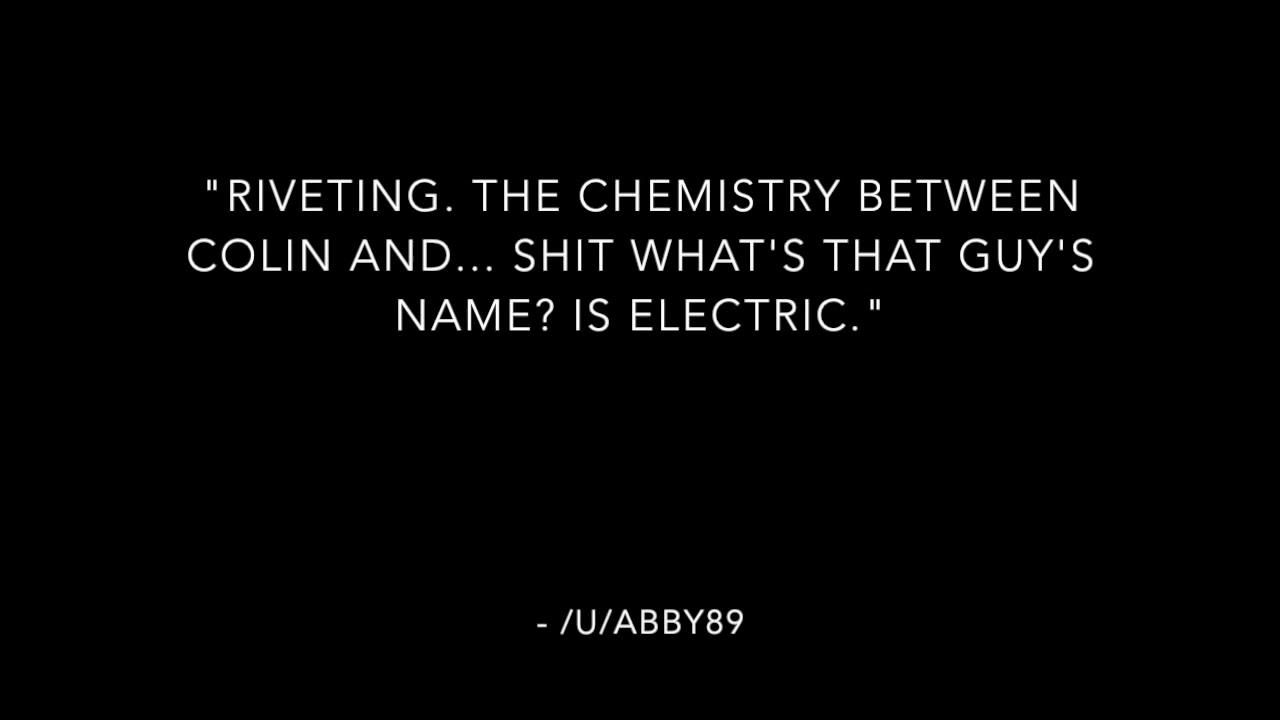 "RIVETING. THE CHEMISTRY BETWEEN
COLIN AND... SHIT WHAT'S THAT GUY'S
NAME? IS ELECTRIC."
- /U/ABBY89